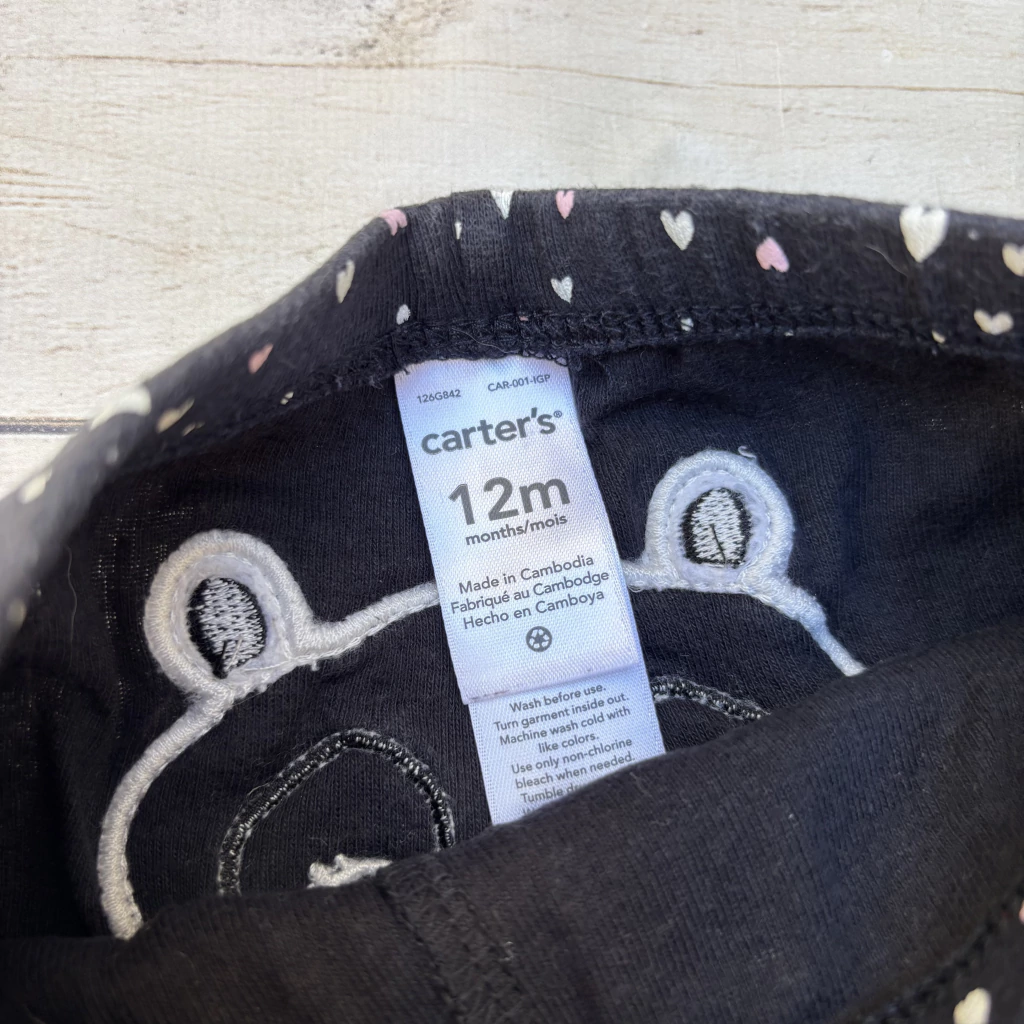 126G842 CAR-001-IGP
carter's®
12m
months/mois
Made in Cambodia
Fabriqué au Cambodge
Hecho en Camboya
Wash before use.
Turn garment inside out.
Machine wash cold with
like colors.
Use only non-chlorine
bleach when needed.
Tumble